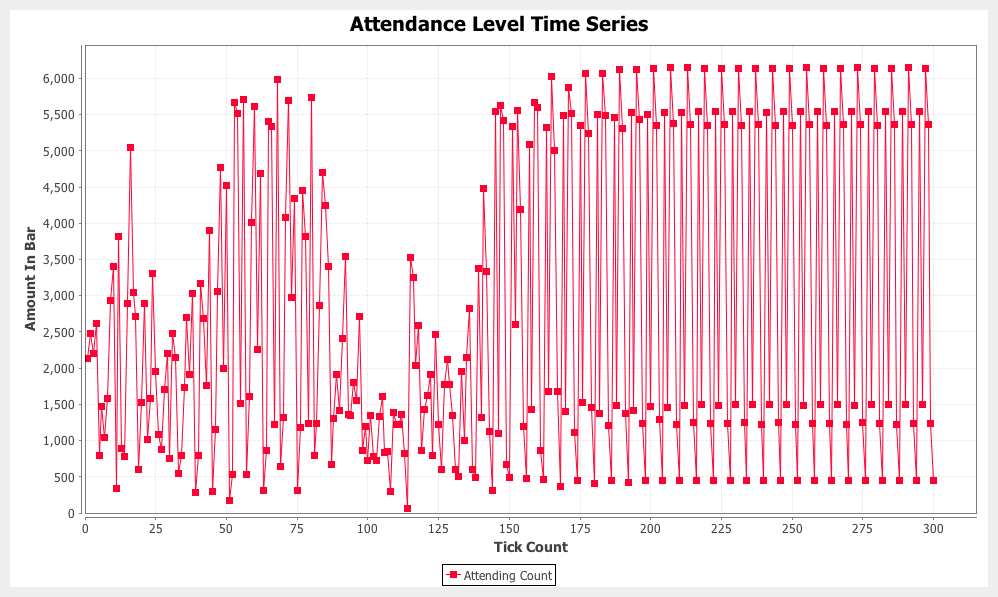 Attendance Level Time Series
Amount In Bar
6,000
5,500
5,000
4,500
4,000
3,500
3,000
2,500
2,000
1,500
1,000
500
0
0 25 50 75 100 125 150 175 200 225 250 275 300
Tick Count
Attending Count